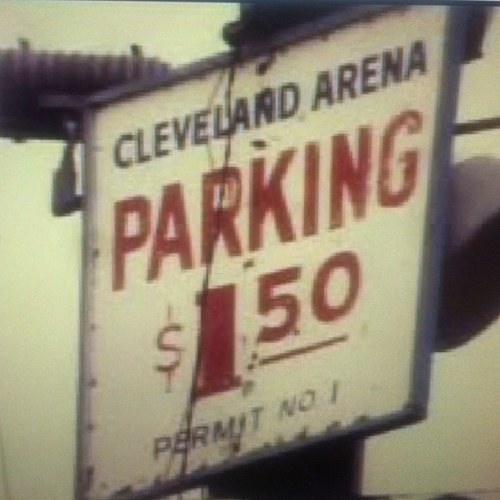 CLEVELAND ARENA
PARKING
$1.50
PERMIT NO 1